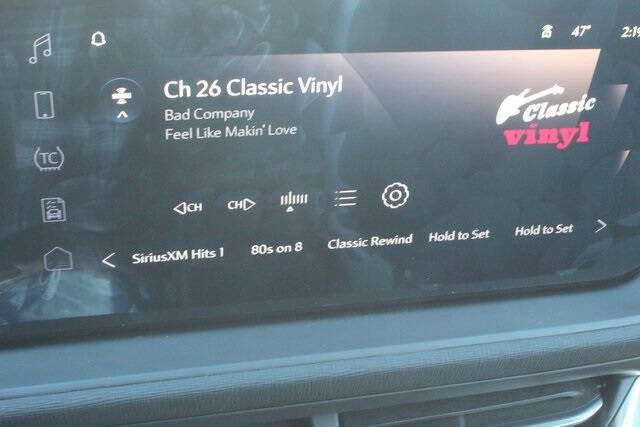 47°
2:19
Ch 26 Classic Vinyl
Bad Company
Feel Like Makin' Love
Classic
vinyl
TC
CH
CH
SiriusXM Hits 1
80s on 8
Classic Rewind
Hold to Set
Hold to Set